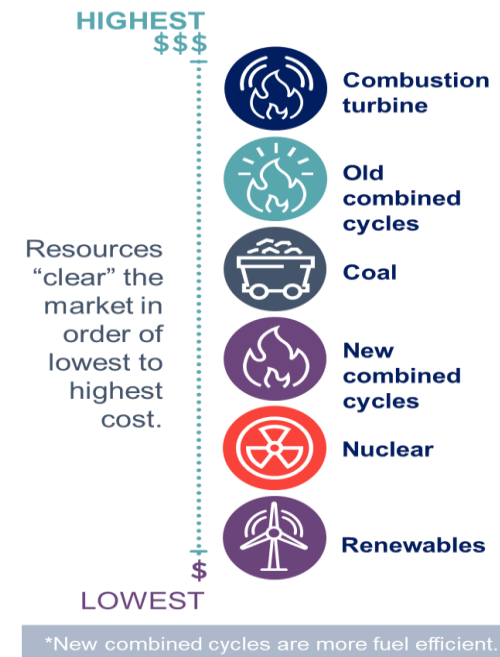 HIGHEST
$$$
Combustion
turbine
Old
combined
cycles
Resources
“clear” the
market in
order of
lowest to
highest
cost.
Coal
New
combined
cycles
Nuclear
Renewables
$
LOWEST
*New combined cycles are more fuel efficient.